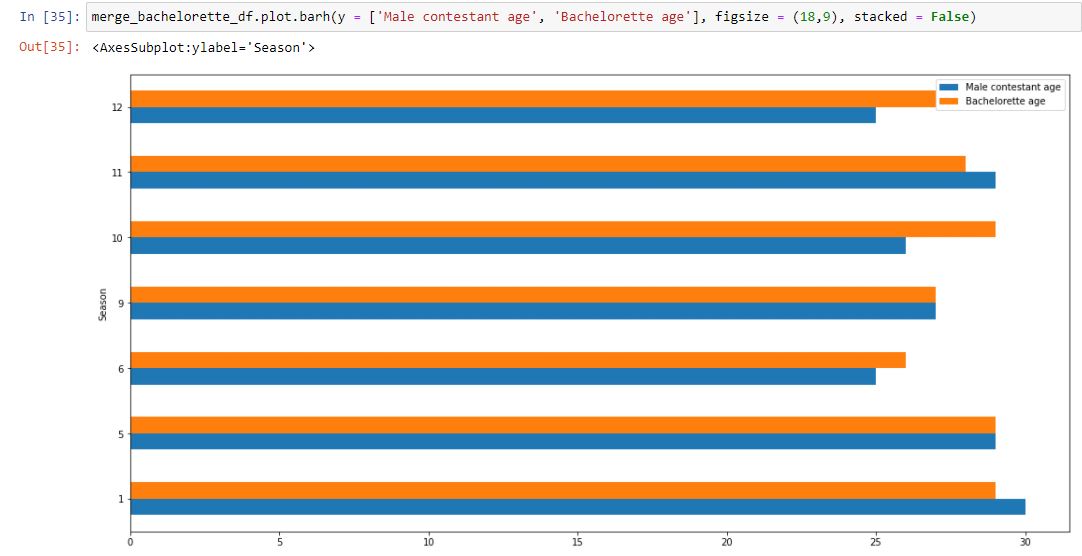 In [35]: merge_bachelorette_df.plot.barh(y = ['Male contestant age', 'Bachelorette age'], figsize = (18,9), stacked = False)
Out[35]: <AxesSubplot:ylabel='Season'>
Male contestant age
Bachelorette age
12
11
10
Season
9
6
5
1
0 5 10 15 20 25 30